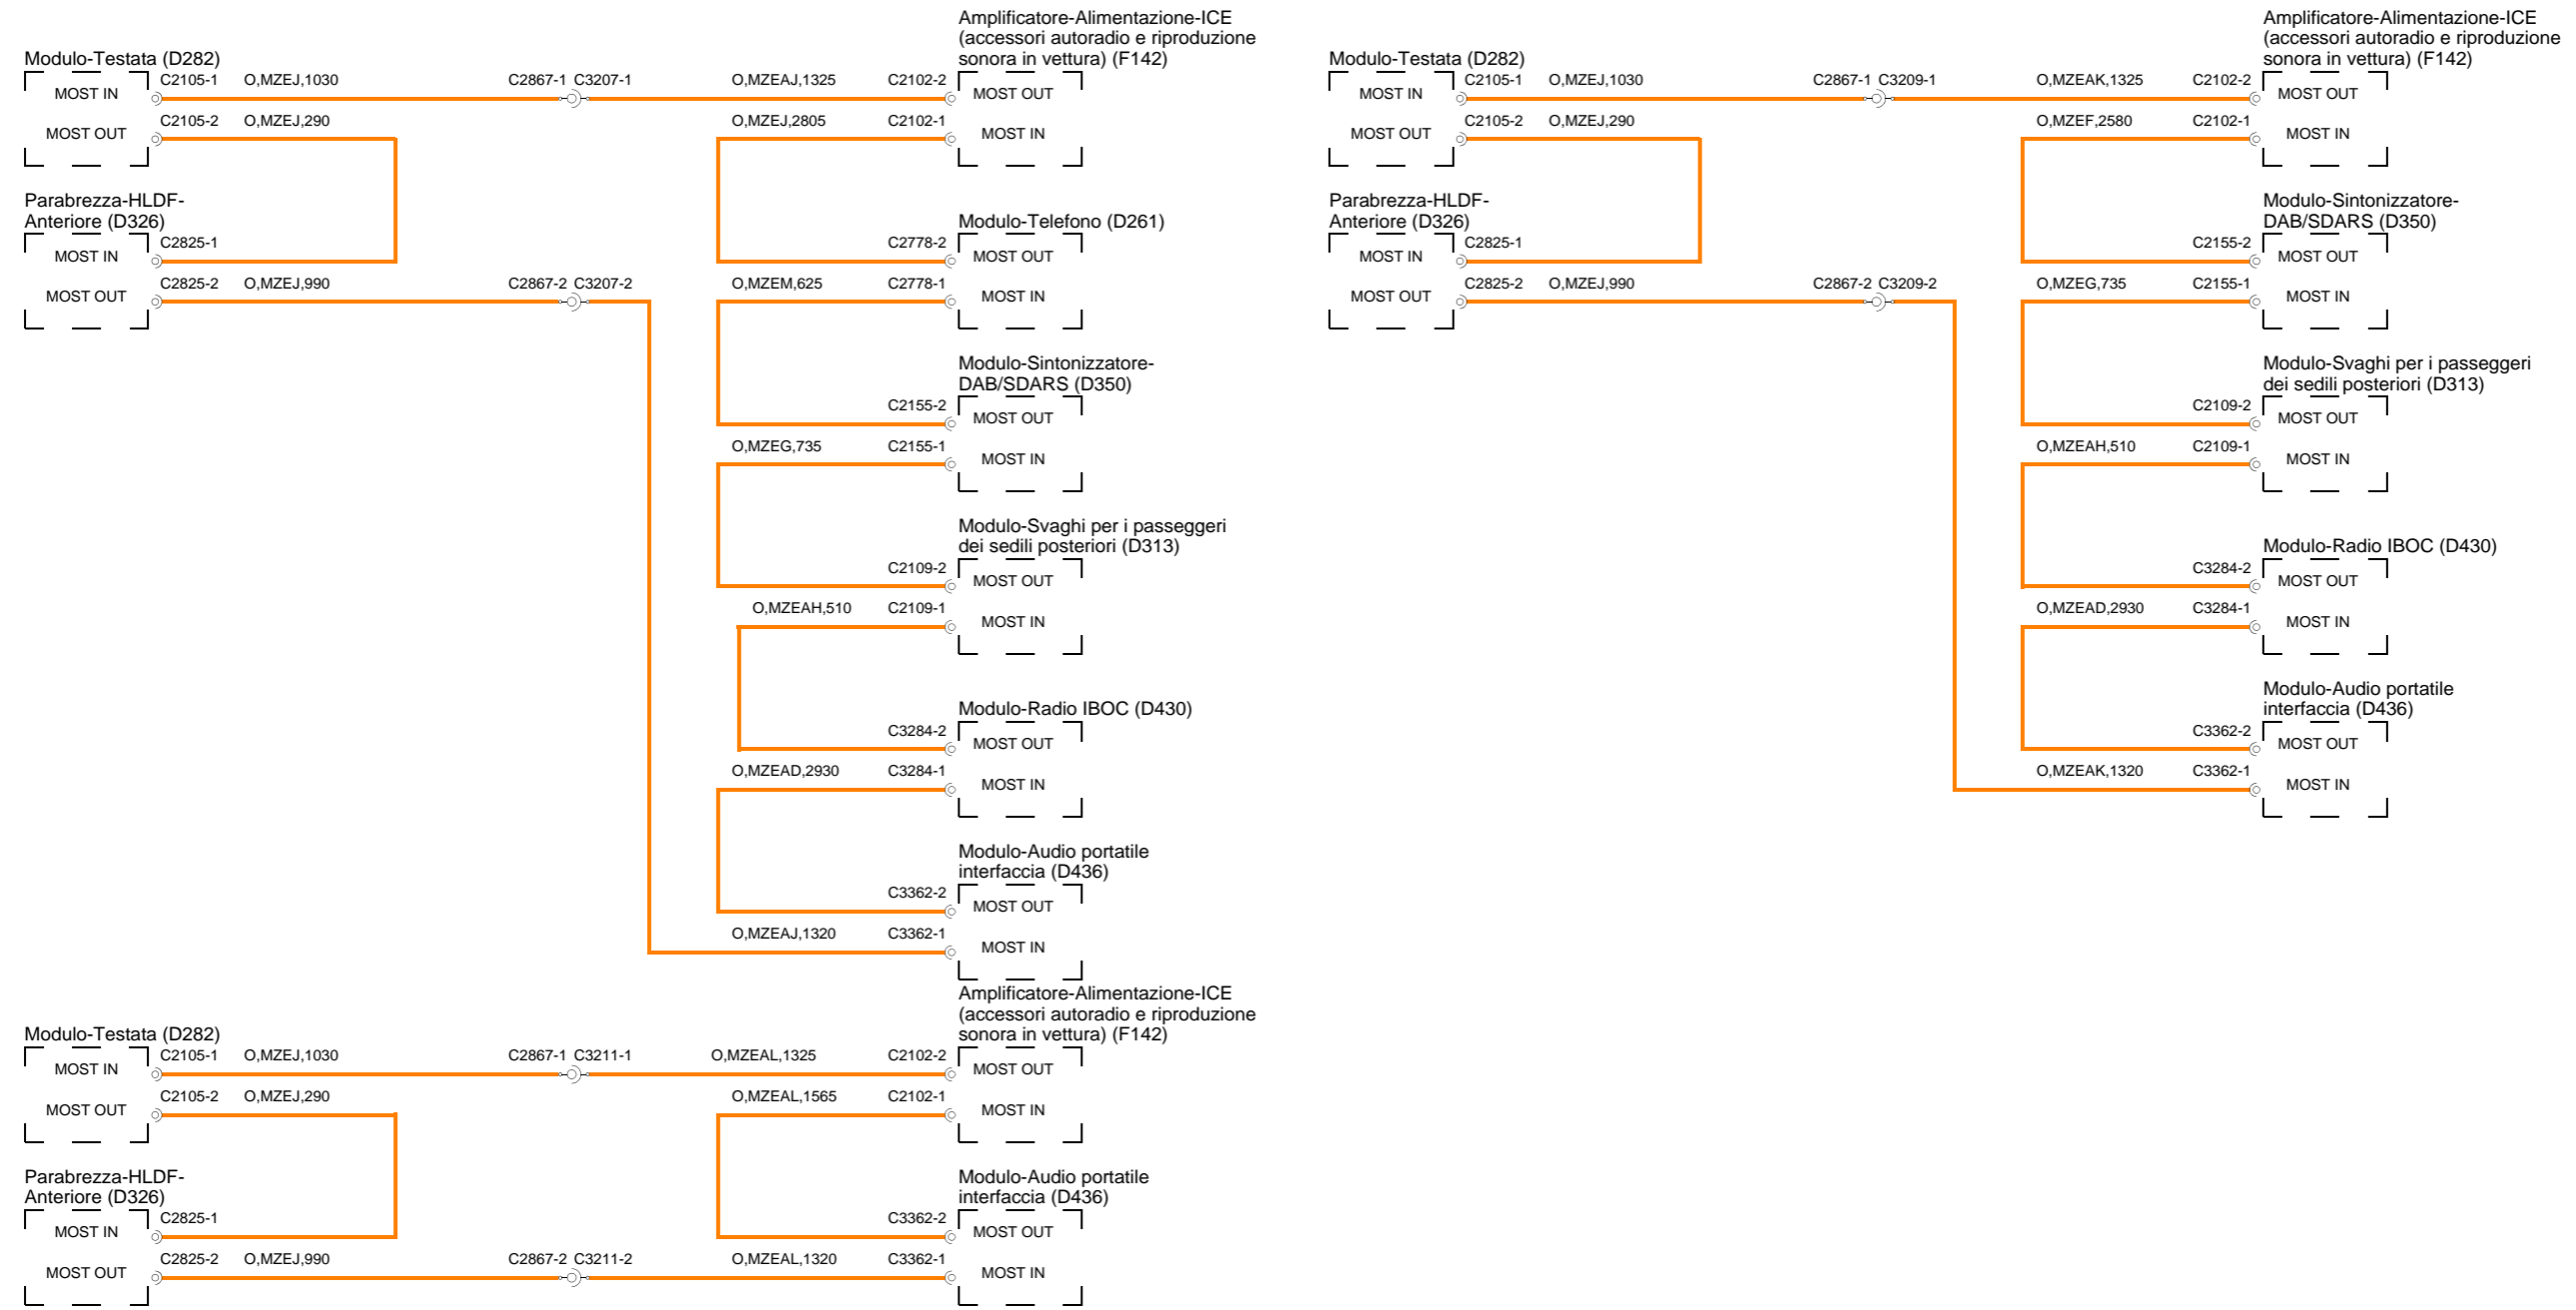 Amplificatore-Alimentazione-ICE
(accessori autoradio e riproduzione
sonora in vettura) (F142)
Modulo-Testata (D282)
C2105-1 O,MZEJ,1030 C2867-1 C3207-1 O,MZEAJ,1325 C2102-2
MOST IN MOST OUT
C2105-2 O,MZEJ,290 O,MZEJ,2805 C2102-1
MOST OUT MOST IN
Parabrezza-HLDF-
Anteriore (D326)
Modulo-Telefono (D261)
C2825-1 C2778-2
MOST IN MOST OUT
C2825-2 O,MZEJ,990 C2867-2 C3207-2 O,MZEM,625 C2778-1
MOST OUT MOST IN
Modulo-Sintonizzatore-
DAB/SDARS (D350)
C2155-2
MOST OUT
O,MZEG,735 C2155-1
MOST IN
Modulo-Svaghi per i passeggeri
dei sedili posteriori (D313)
C2109-2
MOST OUT
O,MZEAH,510 C2109-1
MOST IN
Modulo-Radio IBOC (D430)
C3284-2
MOST OUT
O,MZEAD,2930 C3284-1
MOST IN
Modulo-Audio portatile
interfaccia (D436)
C3362-2
MOST OUT
O,MZEAJ,1320 C3362-1
MOST IN
Amplificatore-Alimentazione-ICE
(accessori autoradio e riproduzione
sonora in vettura) (F142)
Modulo-Testata (D282)
C2105-1 O,MZEJ,1030 C2867-1 C3209-1 O,MZEAK,1325 C2102-2
MOST IN MOST OUT
C2105-2 O,MZEJ,290 O,MZEF,2580 C2102-1
MOST OUT MOST IN
Parabrezza-HLDF-
Anteriore (D326)
Modulo-Sintonizzatore-
DAB/SDARS (D350)
C2825-1 C2155-2
MOST IN MOST OUT
C2825-2 O,MZEJ,990 C2867-2 C3209-2 O,MZEG,735 C2155-1
MOST OUT MOST IN
Modulo-Svaghi per i passeggeri
dei sedili posteriori (D313)
C2109-2
MOST OUT
O,MZEAH,510 C2109-1
MOST IN
Modulo-Radio IBOC (D430)
C3284-2
MOST OUT
O,MZEAD,2930 C3284-1
MOST IN
Modulo-Audio portatile
interfaccia (D436)
C3362-2
MOST OUT
O,MZEAK,1320 C3362-1
MOST IN
Amplificatore-Alimentazione-ICE
(accessori autoradio e riproduzione
sonora in vettura) (F142)
Modulo-Testata (D282)
C2105-1 O,MZEJ,1030 C2867-1 C3211-1 O,MZEAL,1325 C2102-2
MOST IN MOST OUT
C2105-2 O,MZEJ,290 O,MZEAL,1565 C2102-1
MOST OUT MOST IN
Parabrezza-HLDF-
Anteriore (D326)
Modulo-Audio portatile
interfaccia (D436)
C2825-1 C3362-2
MOST IN MOST OUT
C2825-2 O,MZEJ,990 C2867-2 C3211-2 O,MZEAL,1320 C3362-1
MOST OUT MOST IN